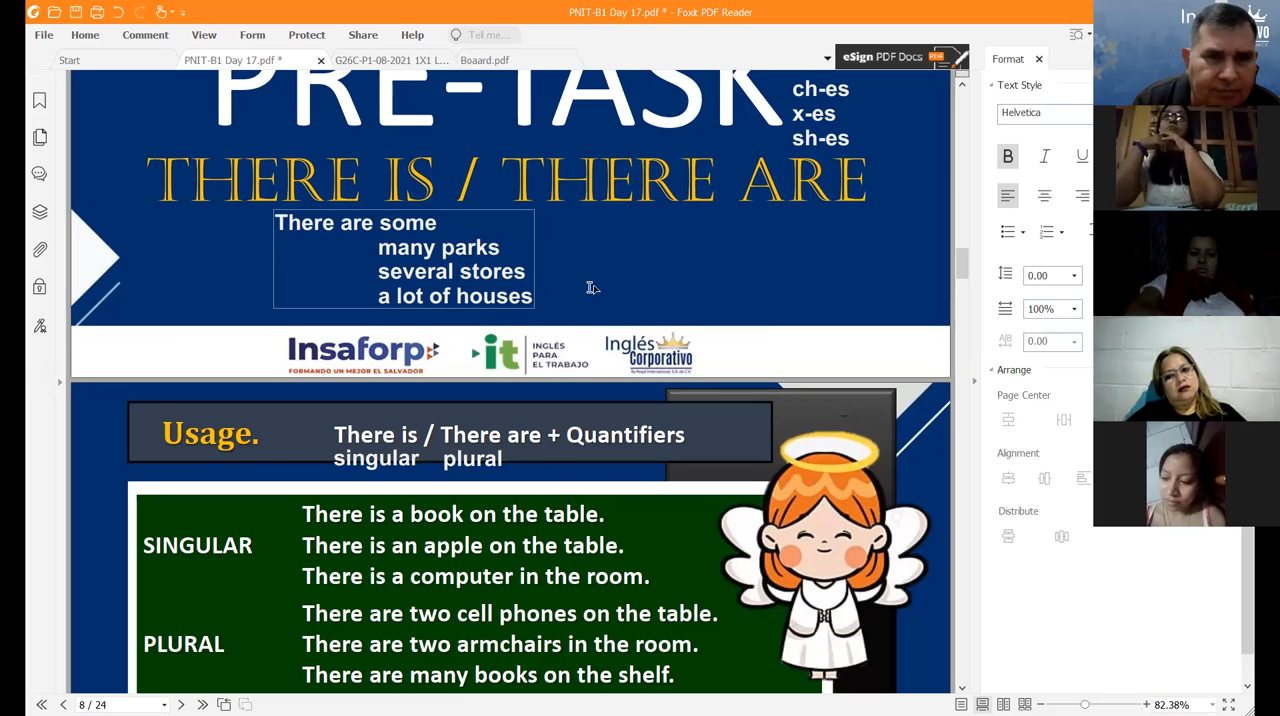 PNIT-B1 Day 17.pdf * - Foxit PDF Reader
File Home Comment View Form Protect Share Help Tell me...
Start PNIT-B1 Day 17.pdf * G26C-P1-08-2021 1X1 L... Boaard.pdf eSign PDF Docs
PRE-TASK
ch-es
x-es
sh-es
THERE IS / THERE ARE
There are some
many parks
several stores
a lot of houses
Insaforp
FORMANDO UN MEJOR EL SALVADOR
it
INGLÉS
PARA
EL TRABAJO
Inglés
Corporativo
By Regal International, S.A. de C.V.
Usage.
There is / There are + Quantifiers
singular plural
SINGULAR
There is a book on the table.
There is an apple on the table.
There is a computer in the room.
PLURAL
There are two cell phones on the table.
There are two armchairs in the room.
There are many books on the shelf.
Format
Text Style
Helvetica
B I U
0.00
100%
0.00
Arrange
Page Center
Alignment
Distribute
8 / 24
82.38%